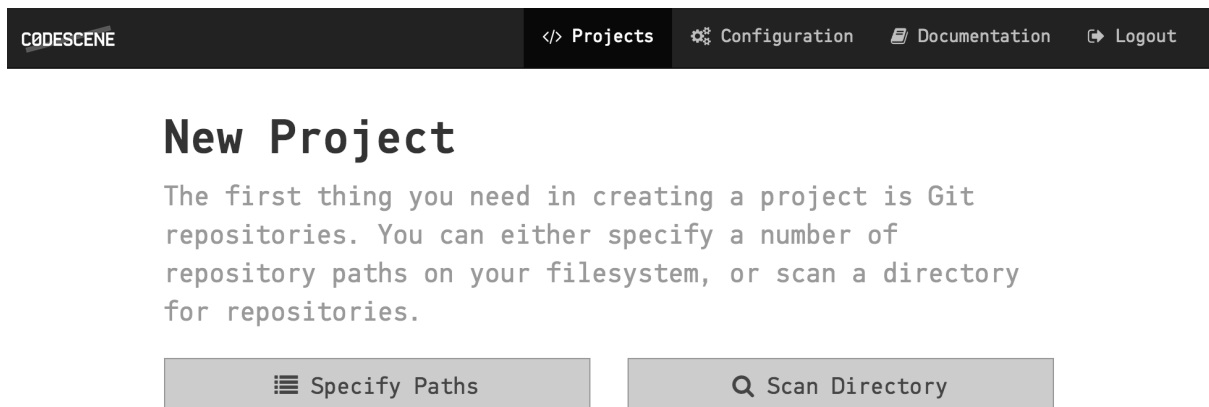 CØDESCENE
</> Projects Configuration Documentation Logout
New Project
The first thing you need in creating a project is Git
repositories. You can either specify a number of
repository paths on your filesystem, or scan a directory
for repositories.
Specify Paths Scan Directory